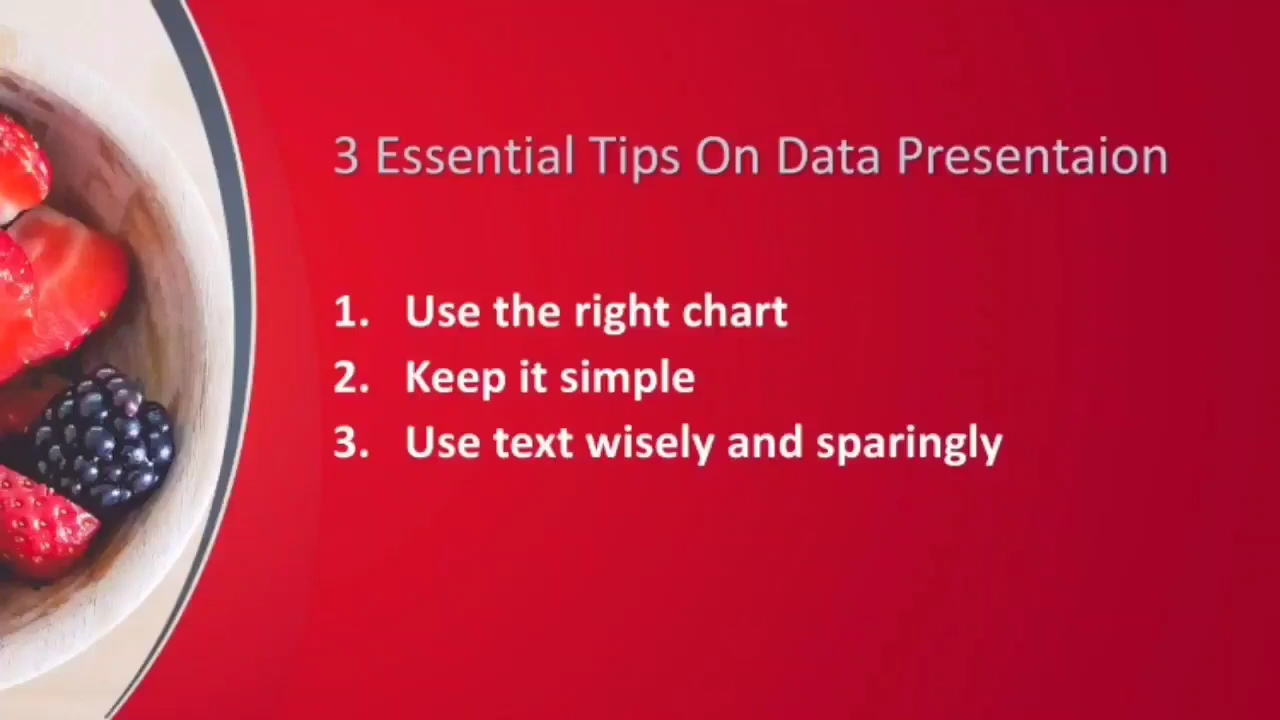 3 Essential Tips On Data Presentaion
1. Use the right chart
2. Keep it simple
3. Use text wisely and sparingly